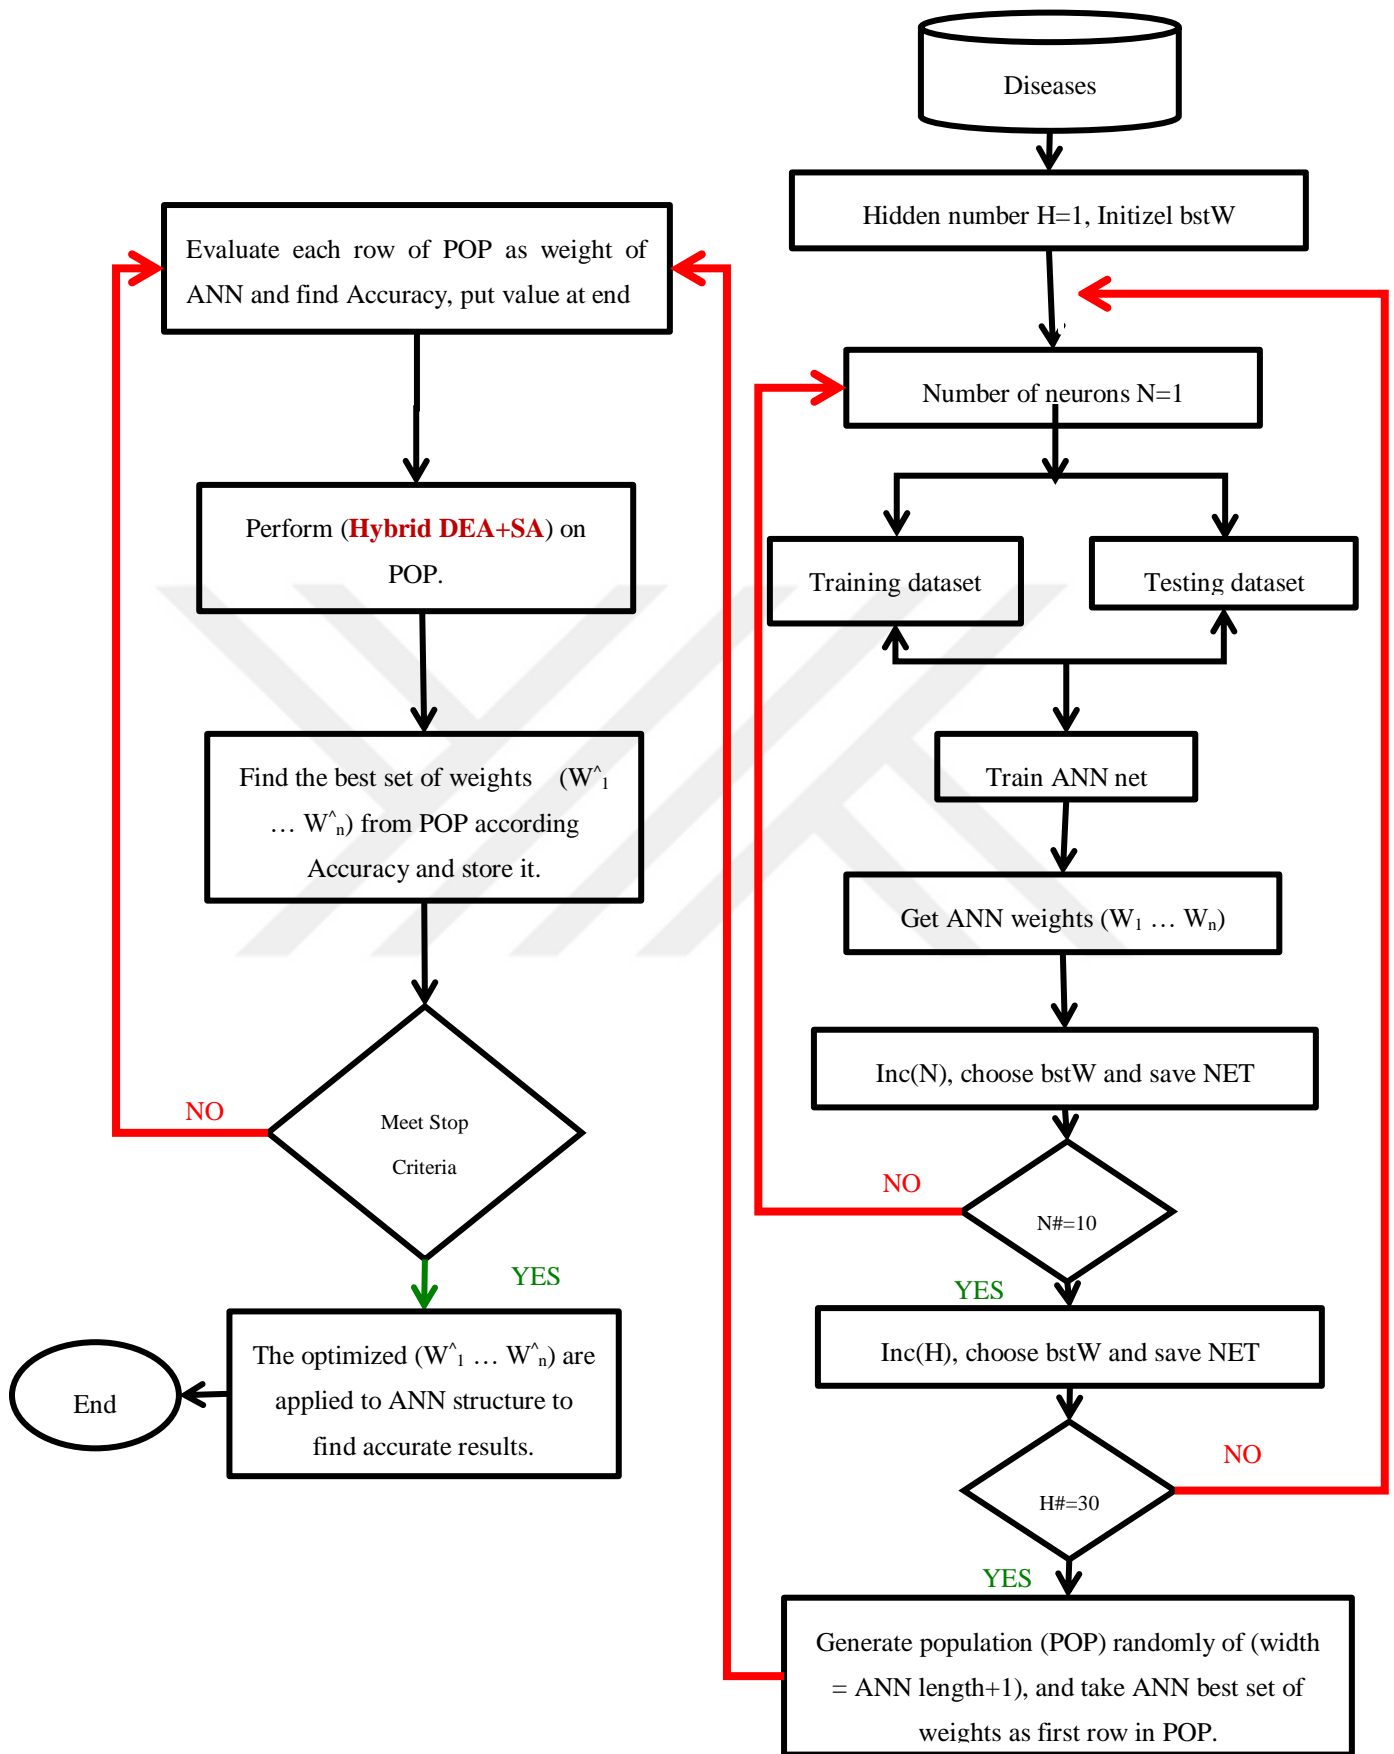 Diseases
Hidden number H=1, Initizel bstW
Number of neurons N=1
Training dataset
Testing dataset
Train ANN net
Get ANN weights (W₁ … Wₙ)
Inc(N), choose bstW and save NET
NO
N#=10
YES
Inc(H), choose bstW and save NET
NO
H#=30
YES
Generate population (POP) randomly of (width
= ANN length+1), and take ANN best set of
weights as first row in POP.
Evaluate each row of POP as weight of
ANN and find Accuracy, put value at end
Perform (Hybrid DEA+SA) on
POP.
Find the best set of weights (W^₁
… W^ₙ) from POP according
Accuracy and store it.
NO
Meet Stop
Criteria
YES
The optimized (W^₁ … W^ₙ) are
applied to ANN structure to
find accurate results.
End